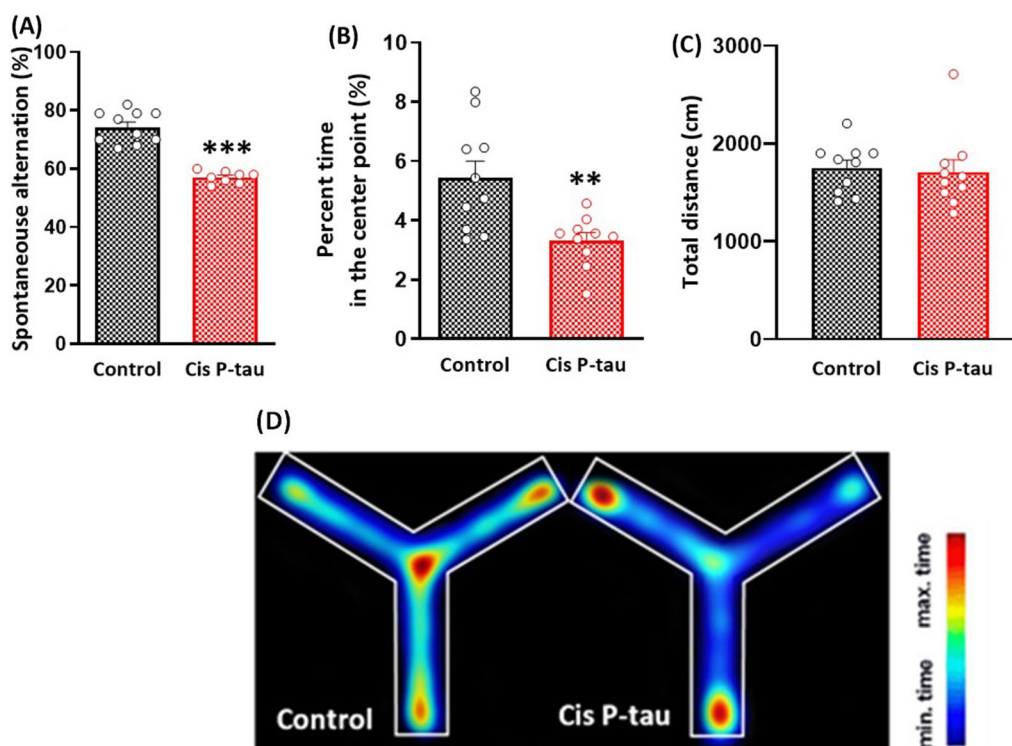 (A)
Spontaneouse alternation (%)
100
80
60
40
20
0
***
Control
Cis P-tau
(B)
Percent time
in the center point (%)
10
8
6
4
2
0
**
Control
Cis P-tau
(C)
Total distance (cm)
3000
2000
1000
0
Control
Cis P-tau
(D)
Control
Cis P-tau
max. time
min. time